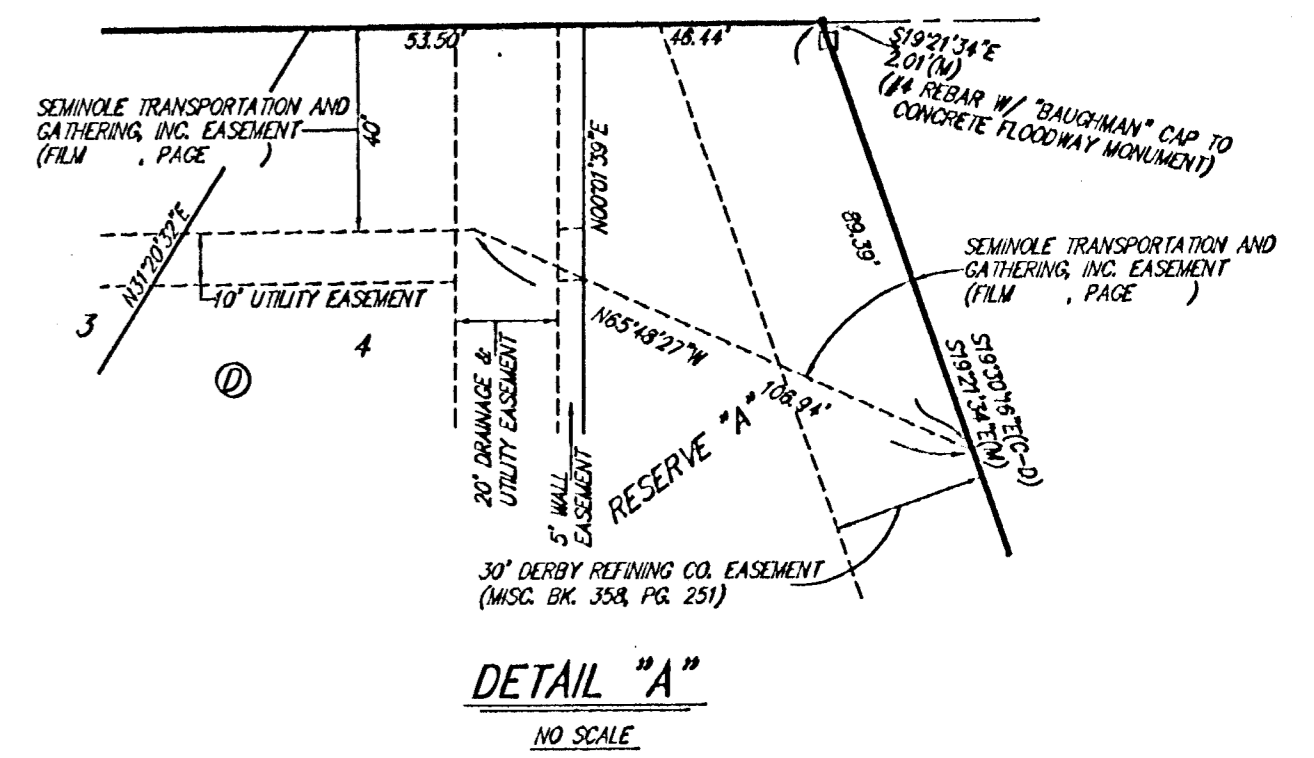 53.50'
46.44'
S19°21'34"E
2.01'(M)
(#4 REBAR W/ "BAUGHMAN" CAP TO
CONCRETE FLOODWAY MONUMENT)
SEMINOLE TRANSPORTATION AND
GATHERING, INC. EASEMENT
(FILM , PAGE )
40'
N00°01'39"E
N31°20'32"E
89.39'
SEMINOLE TRANSPORTATION AND
GATHERING, INC. EASEMENT
(FILM , PAGE )
10' UTILITY EASEMENT
3
4
D
N65°48'27"W
106.94'
S19°30'16"E(C-D)
S19°21'34"E(M)
20' DRAINAGE &
UTILITY EASEMENT
5' WALL
EASEMENT
RESERVE "A"
30' DERBY REFINING CO. EASEMENT
(MISC. BK. 358, PG. 251)
DETAIL "A"
NO SCALE